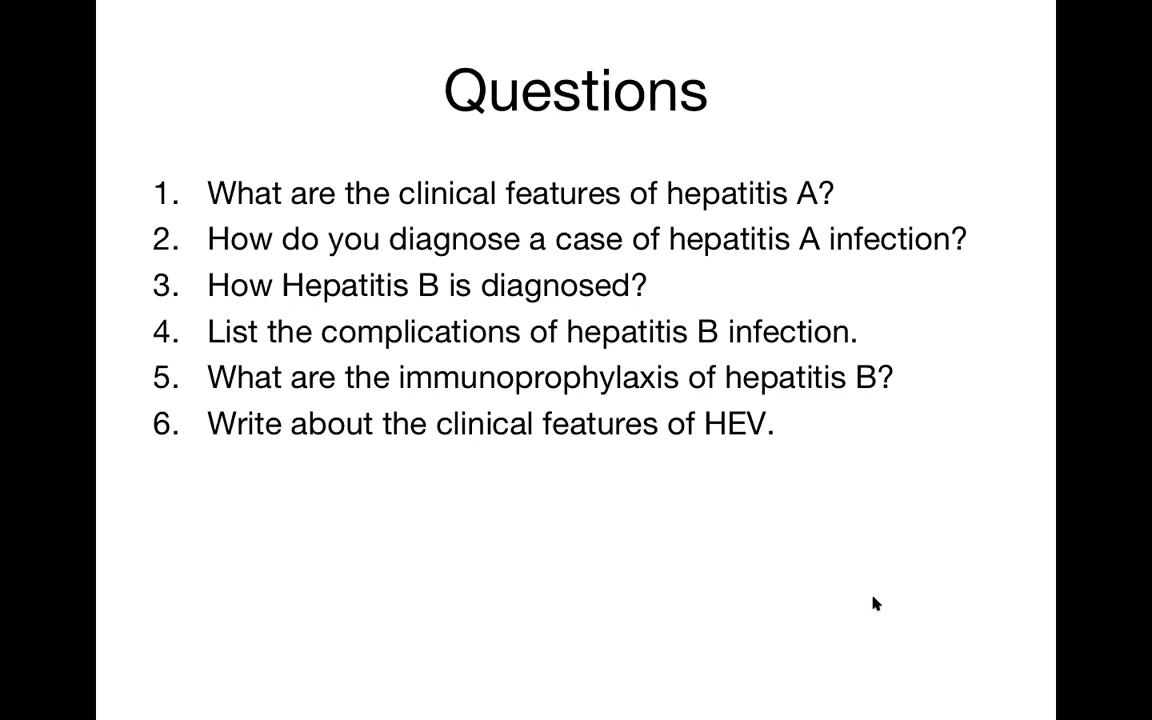 Questions
1. What are the clinical features of hepatitis A?
2. How do you diagnose a case of hepatitis A infection?
3. How Hepatitis B is diagnosed?
4. List the complications of hepatitis B infection.
5. What are the immunoprophylaxis of hepatitis B?
6. Write about the clinical features of HEV.